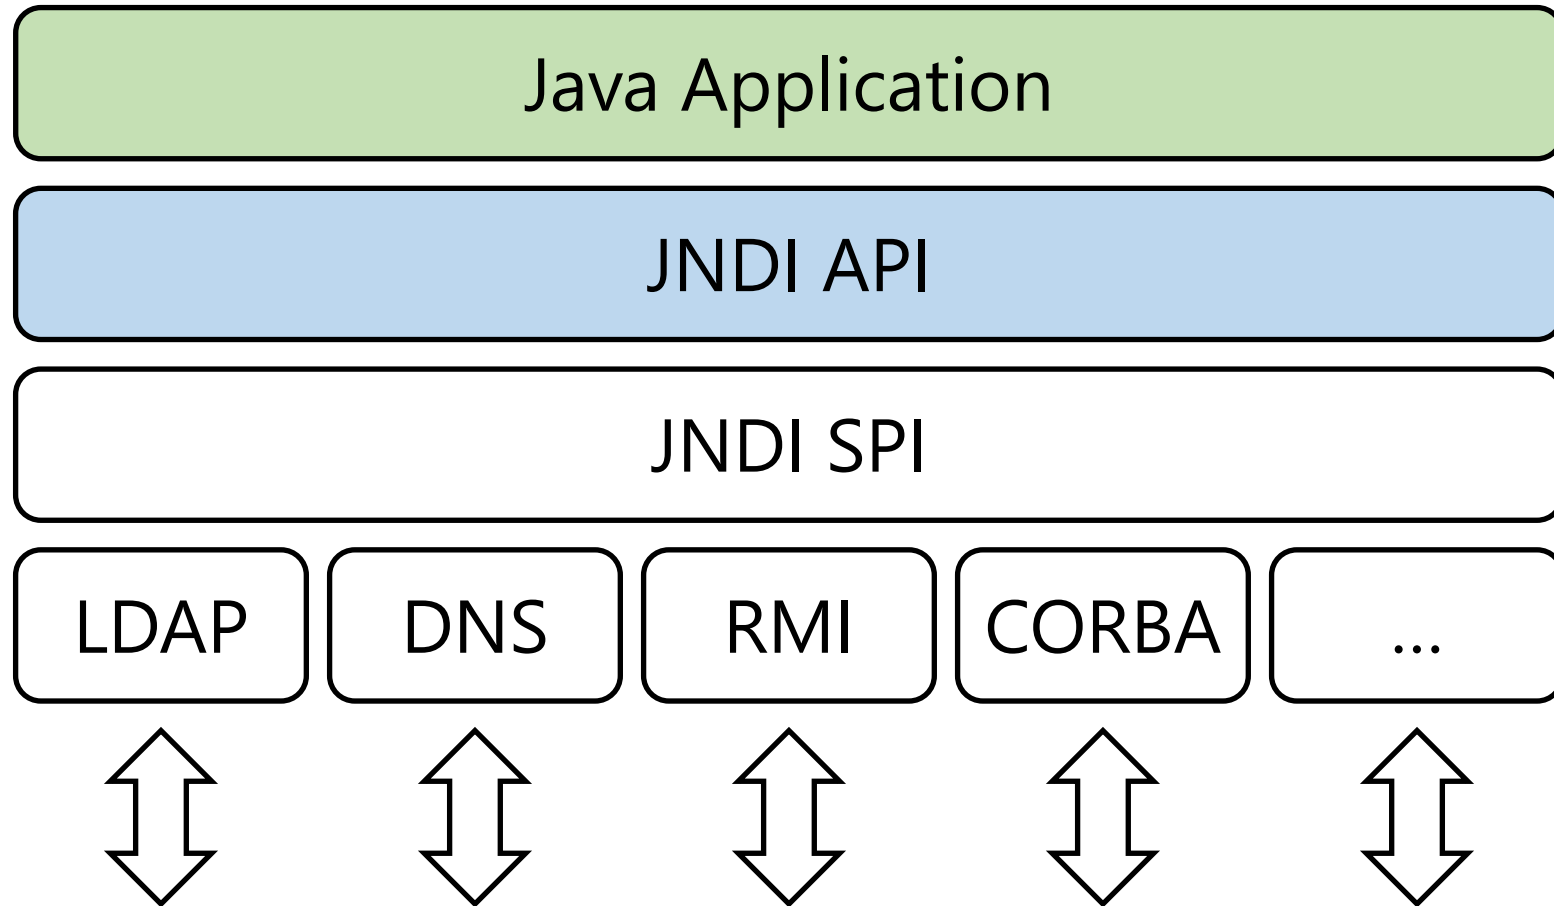 Java Application
JNDI API
JNDI SPI
LDAP DNS RMI CORBA ...